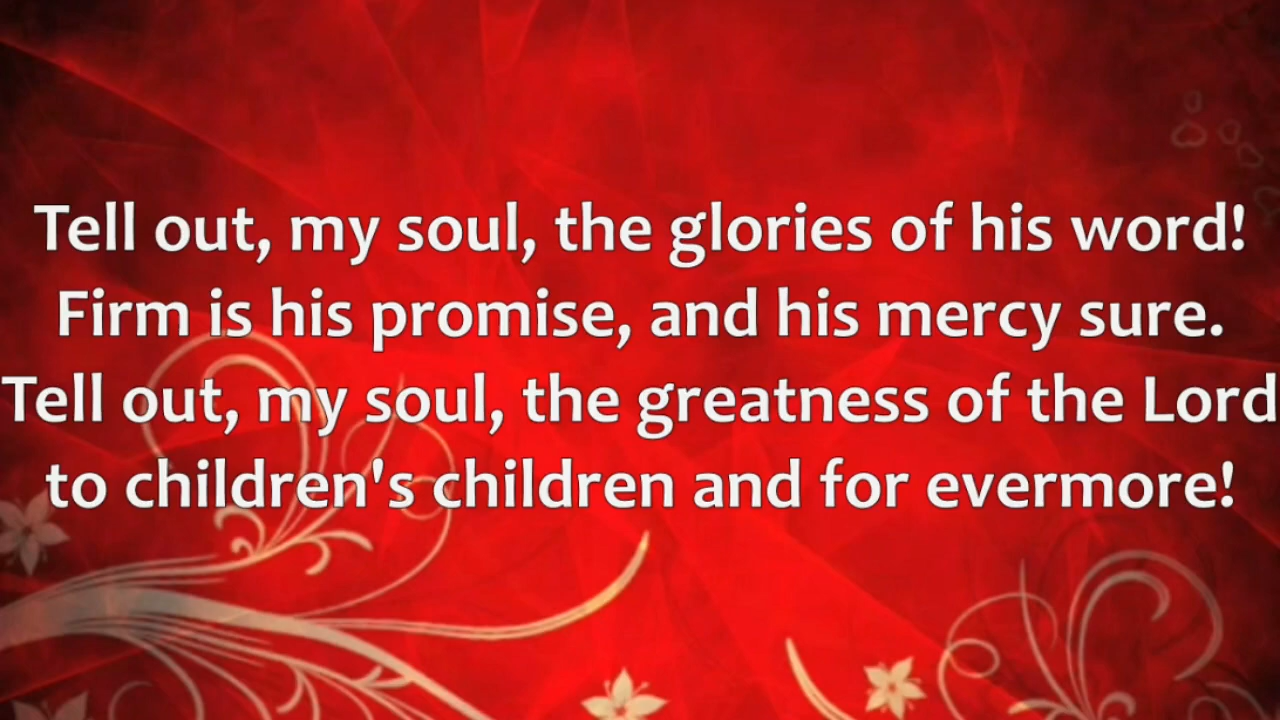 Tell out, my soul, the glories of his word!
Firm is his promise, and his mercy sure.
Tell out, my soul, the greatness of the Lord
to children's children and for evermore!